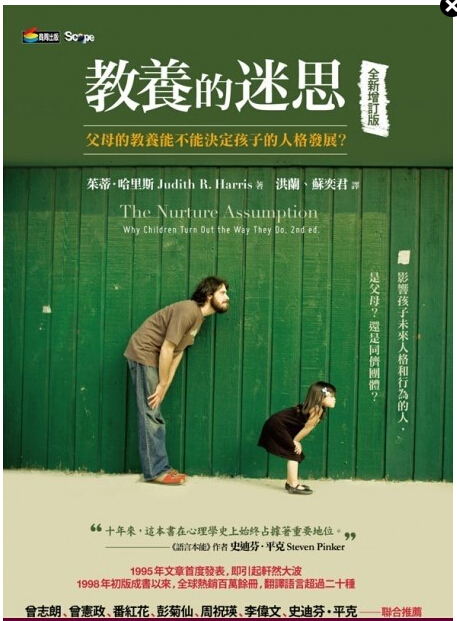 商周出版 Scope
教養的迷思
全新增訂版
父母的教養能不能決定孩子的人格發展?
茱蒂·哈里斯 Judith R. Harris 著 洪蘭、蘇奕君 譯
The Nurture Assumption
Why Children Turn Out the Way They Do, 2nd ed.
影響孩子未來人格和行為的人,
是父母?還是同儕團體?
“十年來,這本書在心理學史上始終占據著重要地位。”
———《語言本能》作者 史迪芬·平克 Steven Pinker
1995年文章首度發表,即引起軒然大波
1998年初版成書以來,全球熱銷百萬餘冊,翻譯語言超過二十種
曾志朗、曾憲政、番紅花、彭菊仙、周祝瑛、李偉文、史迪芬·平克——聯合推薦